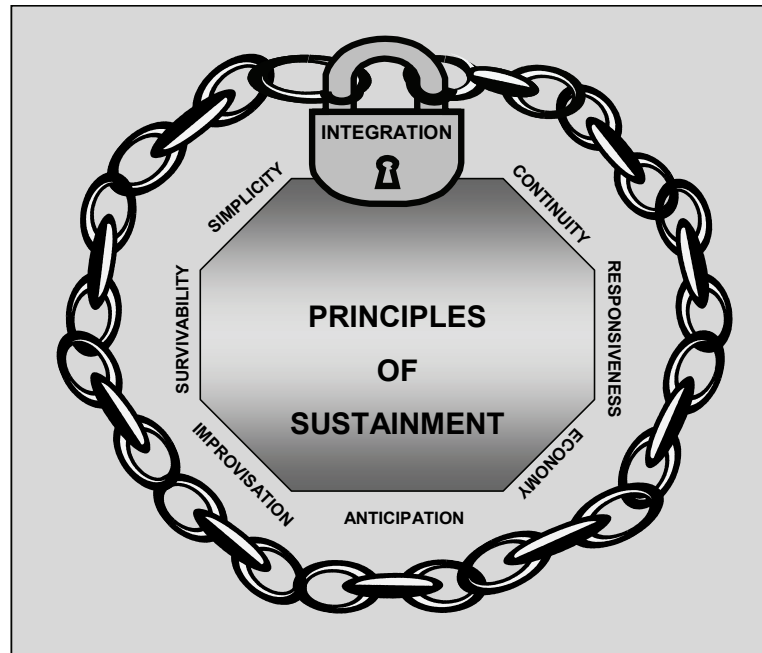 INTEGRATION
SIMPLICITY
CONTINUITY
SURVIVABILITY
RESPONSIVENESS
PRINCIPLES
OF
SUSTAINMENT
IMPROVISATION
ECONOMY
ANTICIPATION